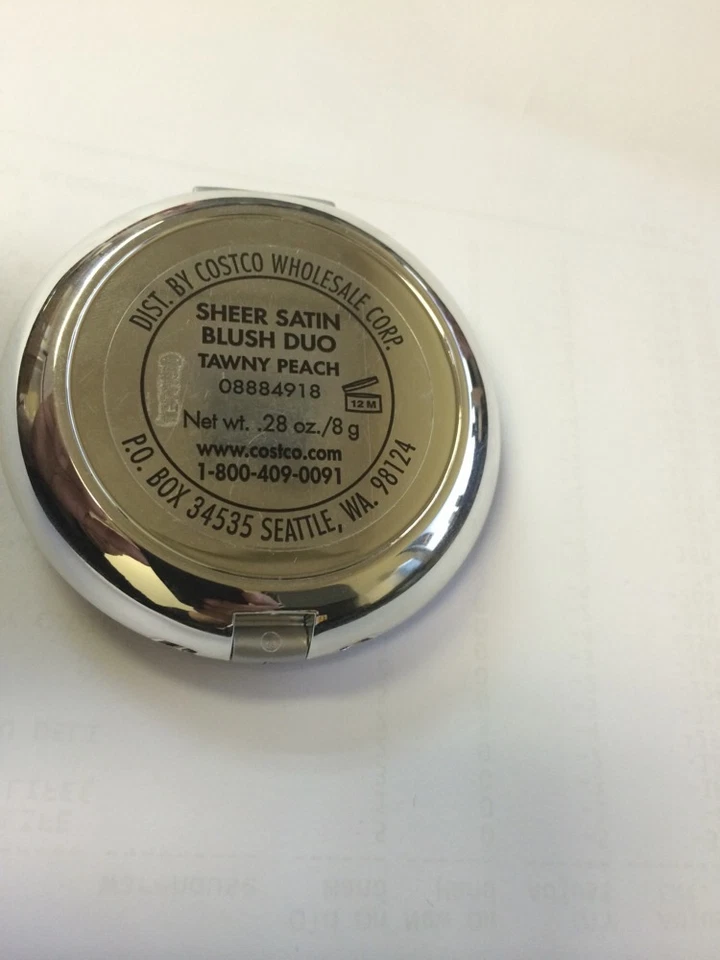 DIST. BY COSTCO WHOLESALE CORP.
SHEER SATIN
BLUSH DUO
TAWNY PEACH
08884918
12 M
Net wt. .28 oz./8 g
www.costco.com
1-800-409-0091
P.O. BOX 34535 SEATTLE, WA. 98124